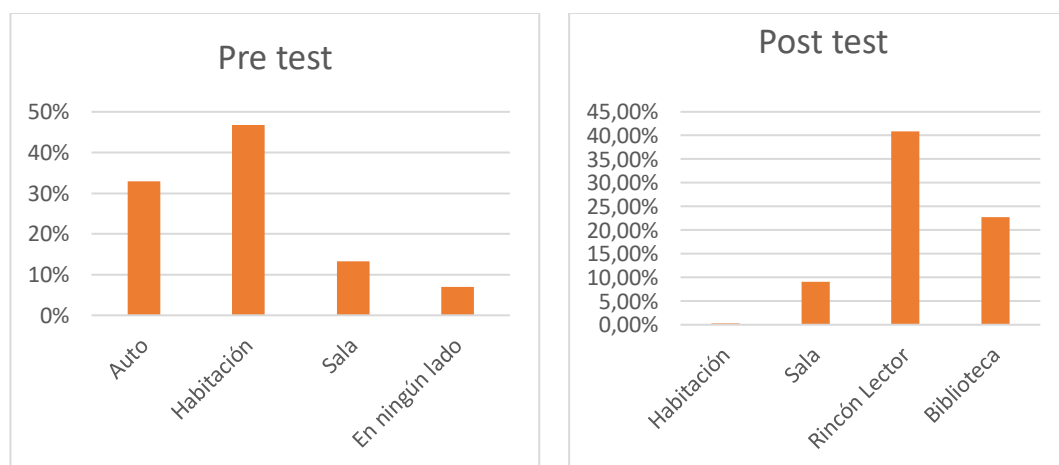 Pre test
50%
40%
30%
20%
10%
0%
Auto
Habitación
Sala
En ningún lado
Post test
45,00%
40,00%
35,00%
30,00%
25,00%
20,00%
15,00%
10,00%
5,00%
0,00%
Habitación
Sala
Rincón Lector
Biblioteca